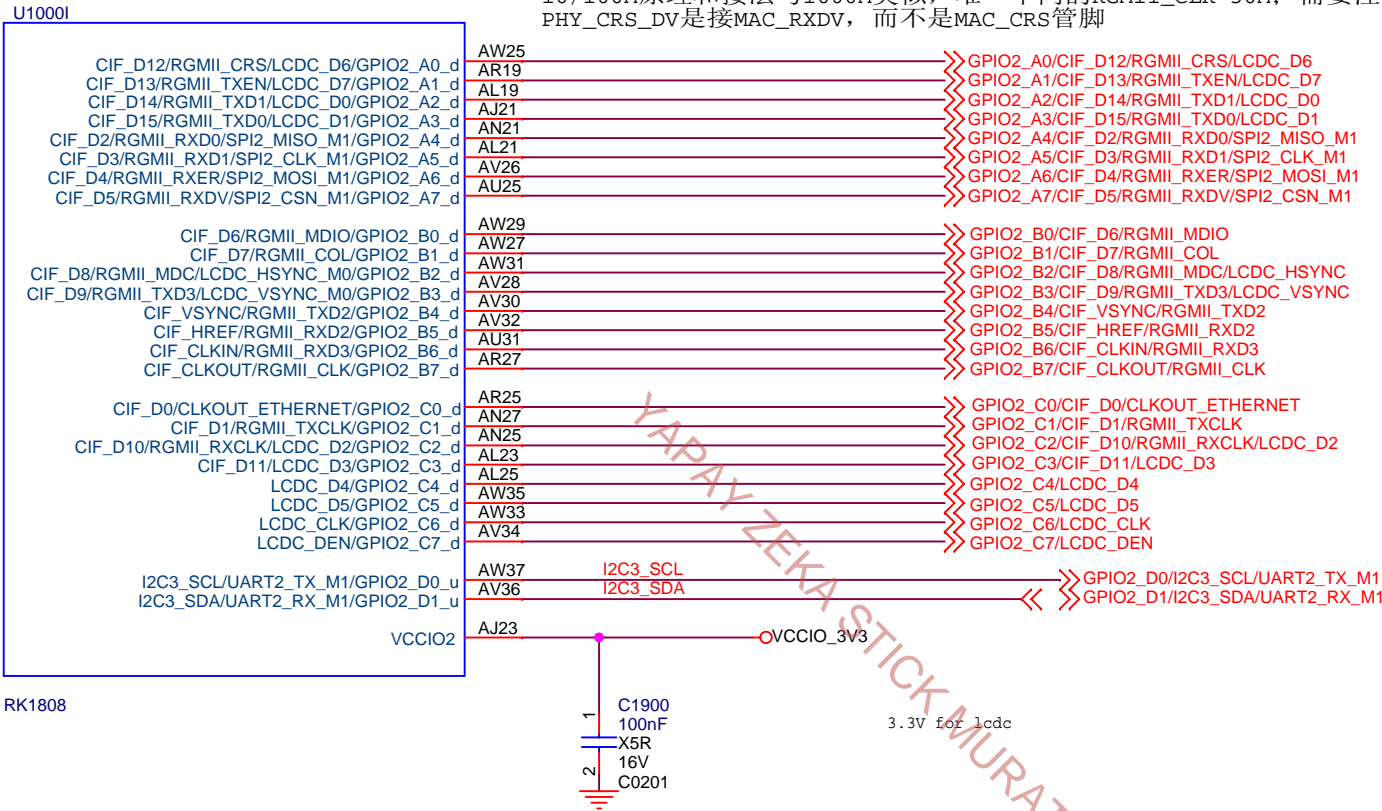 PHY_CRS_DV是接MAC_RXDV，而不是MAC_CRS管脚
U1000I
CIF_D12/RGMII_CRS/LCDC_D6/GPIO2_A0_d AW25 GPIO2_A0/CIF_D12/RGMII_CRS/LCDC_D6
CIF_D13/RGMII_TXEN/LCDC_D7/GPIO2_A1_d AR19 GPIO2_A1/CIF_D13/RGMII_TXEN/LCDC_D7
CIF_D14/RGMII_TXD1/LCDC_D0/GPIO2_A2_d AL19 GPIO2_A2/CIF_D14/RGMII_TXD1/LCDC_D0
CIF_D15/RGMII_TXD0/LCDC_D1/GPIO2_A3_d AJ21 GPIO2_A3/CIF_D15/RGMII_TXD0/LCDC_D1
CIF_D2/RGMII_RXD0/SPI2_MISO_M1/GPIO2_A4_d AN21 GPIO2_A4/CIF_D2/RGMII_RXD0/SPI2_MISO_M1
CIF_D3/RGMII_RXD1/SPI2_CLK_M1/GPIO2_A5_d AL21 GPIO2_A5/CIF_D3/RGMII_RXD1/SPI2_CLK_M1
CIF_D4/RGMII_RXER/SPI2_MOSI_M1/GPIO2_A6_d AV26 GPIO2_A6/CIF_D4/RGMII_RXER/SPI2_MOSI_M1
CIF_D5/RGMII_RXDV/SPI2_CSN_M1/GPIO2_A7_d AU25 GPIO2_A7/CIF_D5/RGMII_RXDV/SPI2_CSN_M1
CIF_D6/RGMII_MDIO/GPIO2_B0_d AW29 GPIO2_B0/CIF_D6/RGMII_MDIO
CIF_D7/RGMII_COL/GPIO2_B1_d AW27 GPIO2_B1/CIF_D7/RGMII_COL
CIF_D8/RGMII_MDC/LCDC_HSYNC_M0/GPIO2_B2_d AW31 GPIO2_B2/CIF_D8/RGMII_MDC/LCDC_HSYNC
CIF_D9/RGMII_TXD3/LCDC_VSYNC_M0/GPIO2_B3_d AV28 GPIO2_B3/CIF_D9/RGMII_TXD3/LCDC_VSYNC
CIF_VSYNC/RGMII_TXD2/GPIO2_B4_d AV30 GPIO2_B4/CIF_VSYNC/RGMII_TXD2
CIF_HREF/RGMII_RXD2/GPIO2_B5_d AV32 GPIO2_B5/CIF_HREF/RGMII_RXD2
CIF_CLKIN/RGMII_RXD3/GPIO2_B6_d AU31 GPIO2_B6/CIF_CLKIN/RGMII_RXD3
CIF_CLKOUT/RGMII_CLK/GPIO2_B7_d AR27 GPIO2_B7/CIF_CLKOUT/RGMII_CLK
CIF_D0/CLKOUT_ETHERNET/GPIO2_C0_d AR25 GPIO2_C0/CIF_D0/CLKOUT_ETHERNET
CIF_D1/RGMII_TXCLK/GPIO2_C1_d AN27 GPIO2_C1/CIF_D1/RGMII_TXCLK
CIF_D10/RGMII_RXCLK/LCDC_D2/GPIO2_C2_d AN25 GPIO2_C2/CIF_D10/RGMII_RXCLK/LCDC_D2
CIF_D11/LCDC_D3/GPIO2_C3_d AL23 GPIO2_C3/CIF_D11/LCDC_D3
LCDC_D4/GPIO2_C4_d AL25 GPIO2_C4/LCDC_D4
LCDC_D5/GPIO2_C5_d AW35 GPIO2_C5/LCDC_D5
LCDC_CLK/GPIO2_C6_d AW33 GPIO2_C6/LCDC_CLK
LCDC_DEN/GPIO2_C7_d AV34 GPIO2_C7/LCDC_DEN
I2C3_SCL/UART2_TX_M1/GPIO2_D0_u AW37 I2C3_SCL GPIO2_D0/I2C3_SCL/UART2_TX_M1
I2C3_SDA/UART2_RX_M1/GPIO2_D1_u AV36 I2C3_SDA GPIO2_D1/I2C3_SDA/UART2_RX_M1
VCCIO2 AJ23 VCCIO_3V3
RK1808
1
2
C1900
100nF
X5R
16V
C0201
3.3V for lcdc
YAPAY ZEKA STICK MURAT